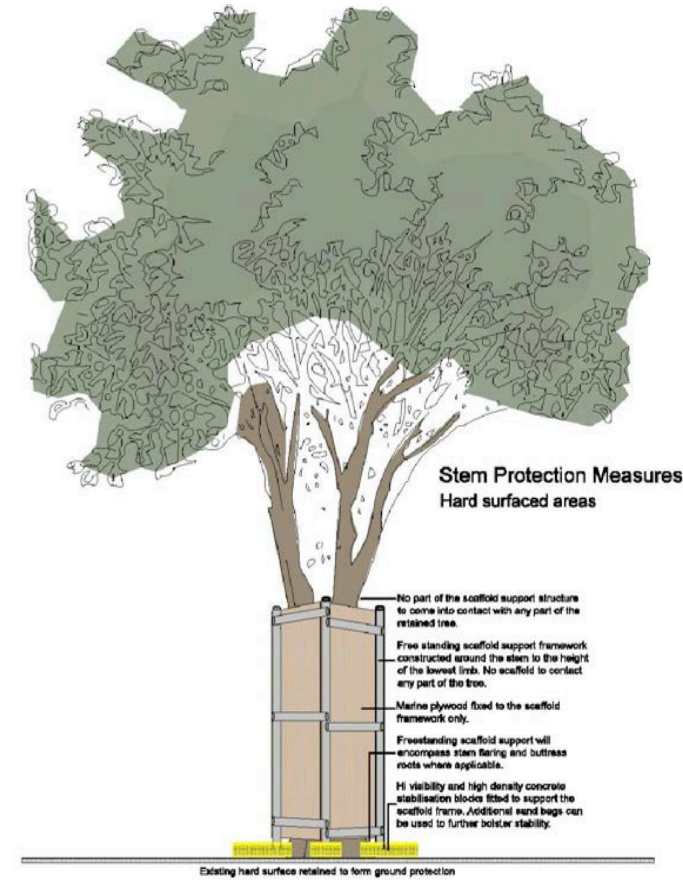 Stem Protection Measures
Hard surfaced areas
No part of the scaffold support structure
to come into contact with any part of the
retained tree.
Free standing scaffold support framework
constructed around the stem to the height
of the lowest limb. No scaffold to contact
any part of the tree.
Marine plywood fixed to the scaffold
framework only.
Freestanding scaffold support will
encompass stem flaring and buttress
roots where applicable.
Hi visibility and high density concrete
stabilisation blocks fitted to support the
scaffold frame. Additional sand bags can
be used to further bolster stability.
Existing hard surface retained to form ground protection